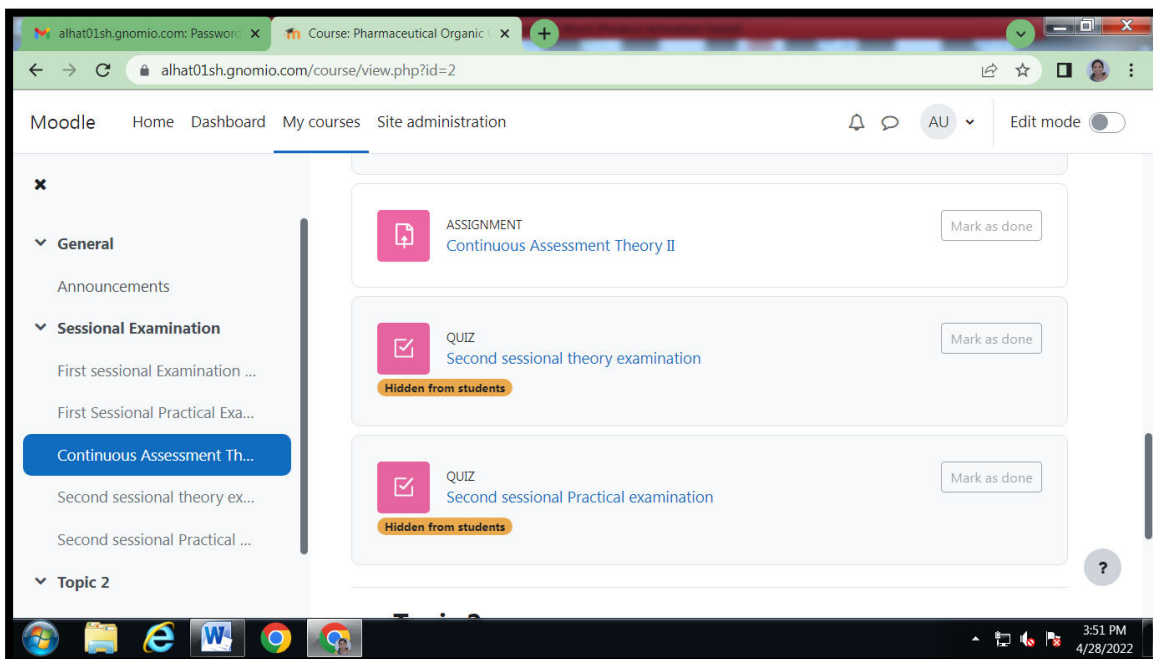 alhat01sh.gnomio.com: Password
Course: Pharmaceutical Organic
alhat01sh.gnomio.com/course/view.php?id=2
Moodle Home Dashboard My courses Site administration AU Edit mode
General
Announcements
Sessional Examination
First sessional Examination ...
First Sessional Practical Exa...
Continuous Assessment Th...
Second sessional theory ex...
Second sessional Practical ...
Topic 2
ASSIGNMENT
Continuous Assessment Theory II
Mark as done
QUIZ
Second sessional theory examination
Mark as done
Hidden from students
QUIZ
Second sessional Practical examination
Mark as done
Hidden from students
?
3:51 PM
4/28/2022